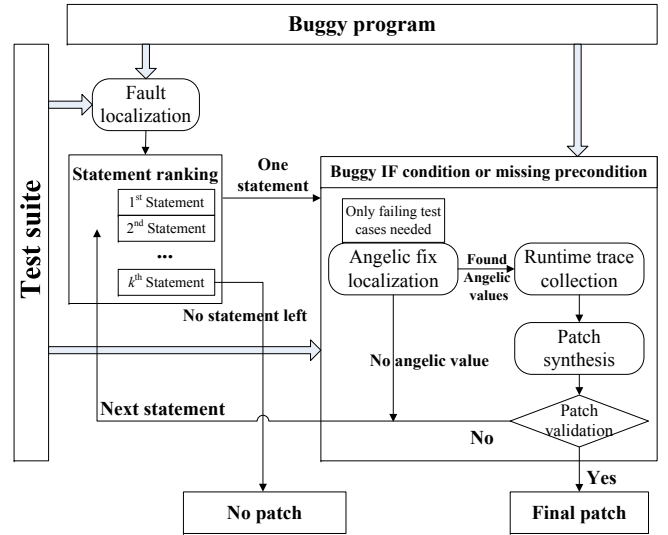 Buggy program
Test suite
Fault
localization
Statement ranking
1st Statement
2nd Statement
...
kth Statement
One
statement
Buggy IF condition or missing precondition
Only failing test
cases needed
Angelic fix
localization
Found
Angelic
values
Runtime trace
collection
Patch
synthesis
No statement left
No angelic value
Next statement
Patch
validation
No
Yes
No patch
Final patch